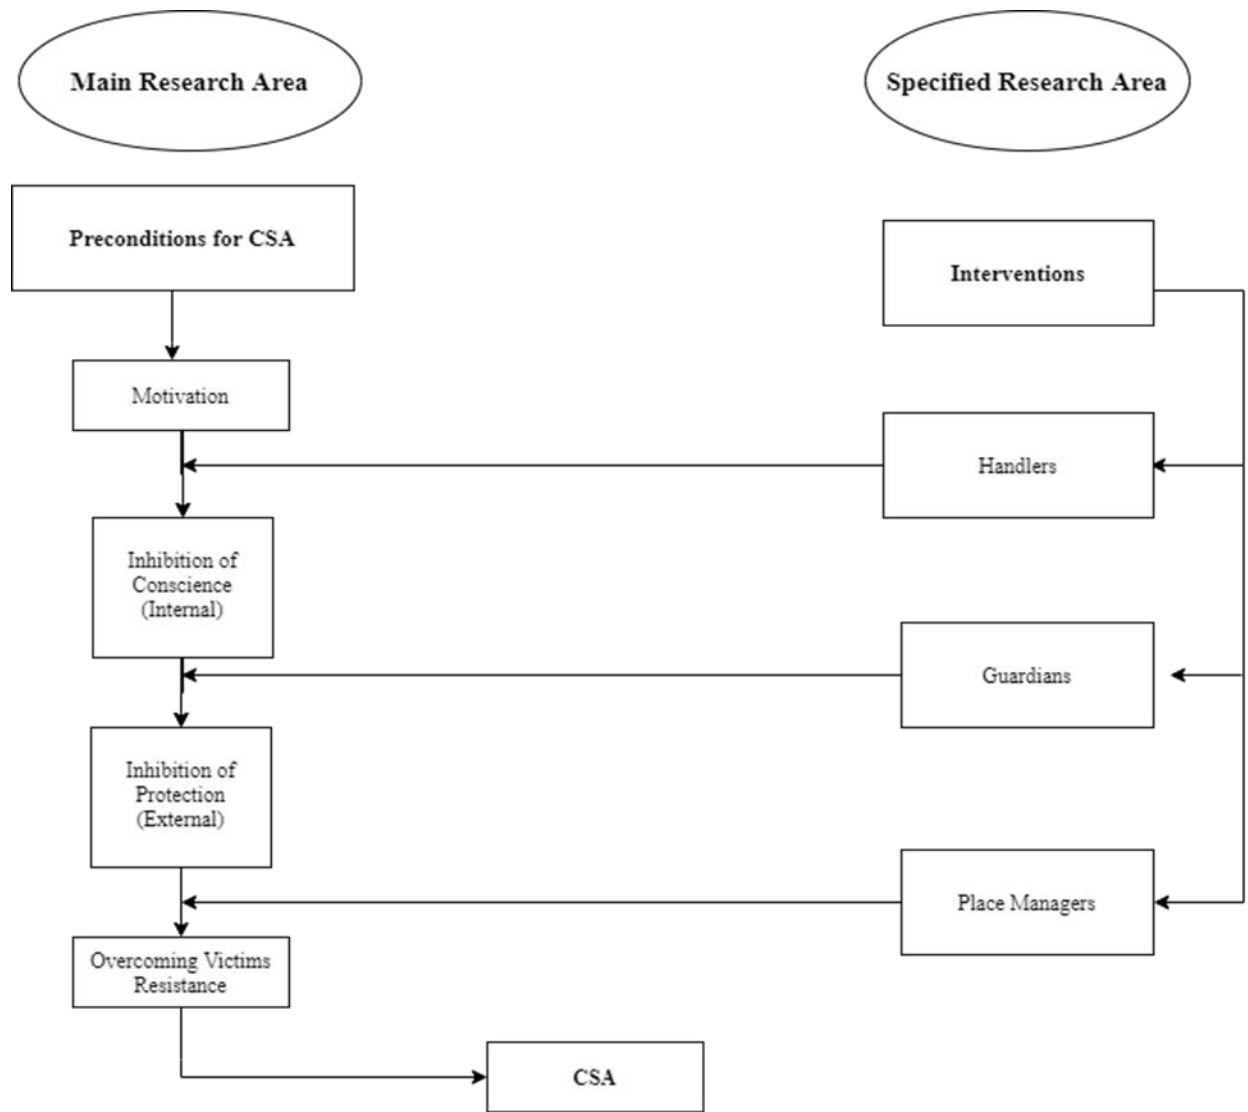 Main Research Area
Specified Research Area
Preconditions for CSA
Interventions
Motivation
Handlers
Inhibition of
Conscience
(Internal)
Guardians
Inhibition of
Protection
(External)
Place Managers
Overcoming Victims
Resistance
CSA